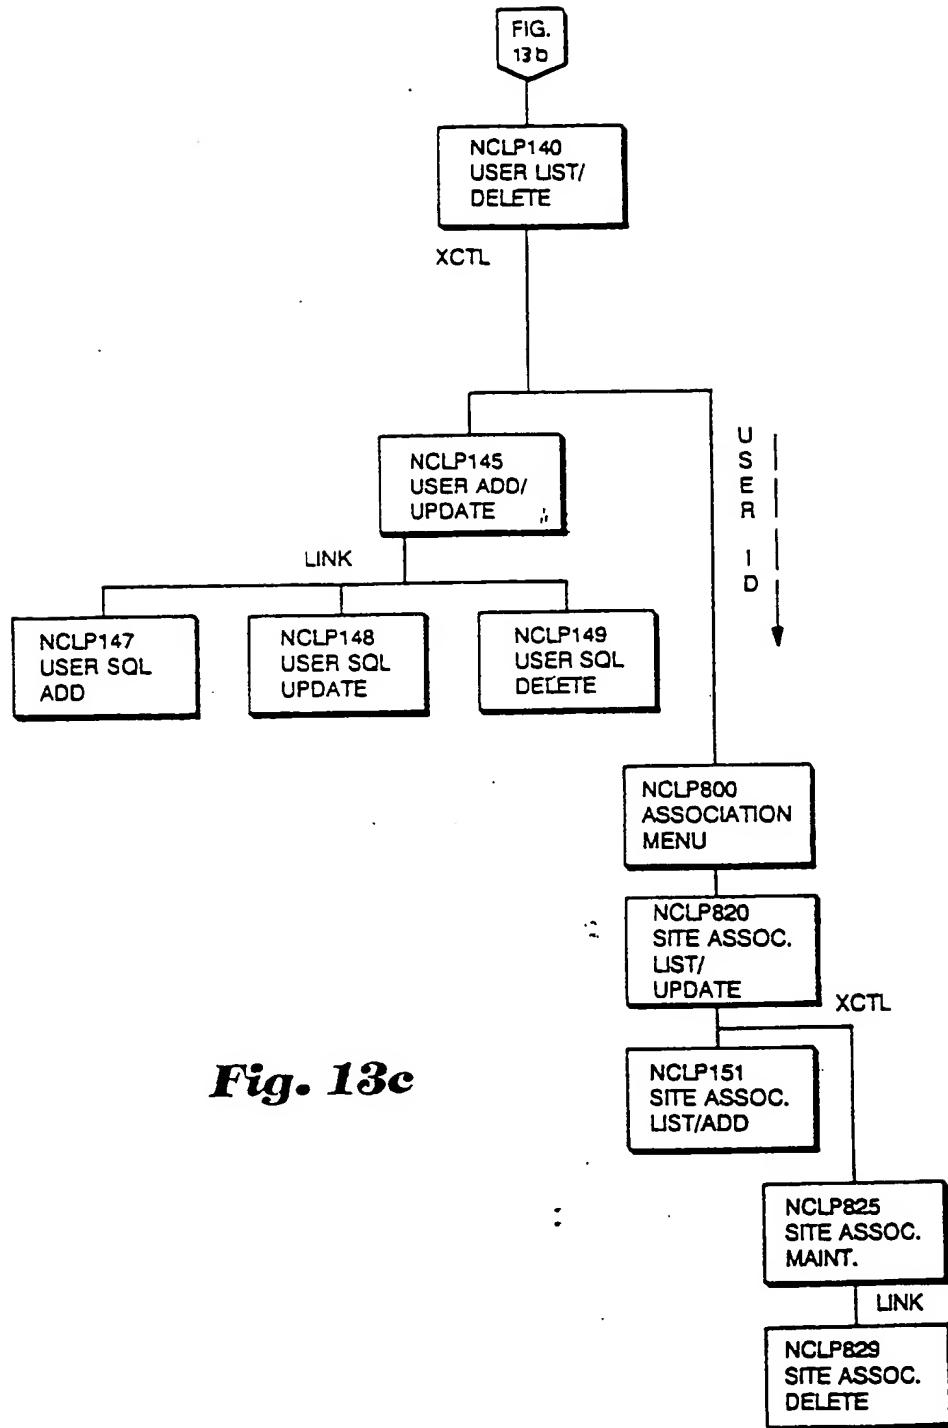 FIG.
13b
NCLP140
USER LIST/
DELETE
XCTL
NCLP145
USER ADD/
UPDATE
USER ID
LINK
NCLP147
USER SQL
ADD
NCLP148
USER SQL
UPDATE
NCLP149
USER SQL
DELETE
NCLP800
ASSOCIATION
MENU
NCLP820
SITE ASSOC.
LIST/
UPDATE
XCTL
NCLP151
SITE ASSOC.
LIST/ADD
Fig. 13c
NCLP825
SITE ASSOC.
MAINT.
LINK
NCLP829
SITE ASSOC.
DELETE